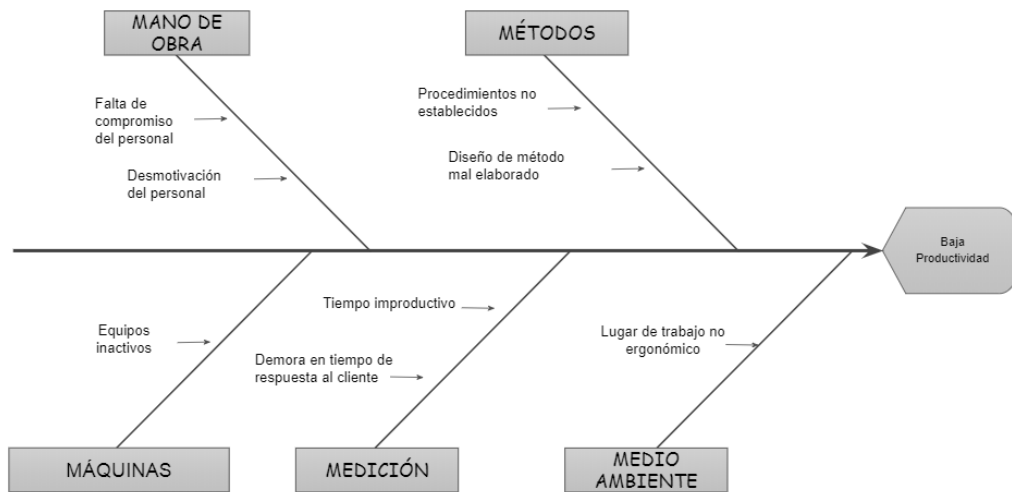 MANO DE
OBRA
MÉTODOS
Falta de
compromiso
del personal
Desmotivación
del personal
Procedimientos no
establecidos
Diseño de método
mal elaborado
Baja
Productividad
Equipos
inactivos
Tiempo improductivo
Demora en tiempo de
respuesta al cliente
Lugar de trabajo no
ergonómico
MÁQUINAS
MEDICIÓN
MEDIO
AMBIENTE